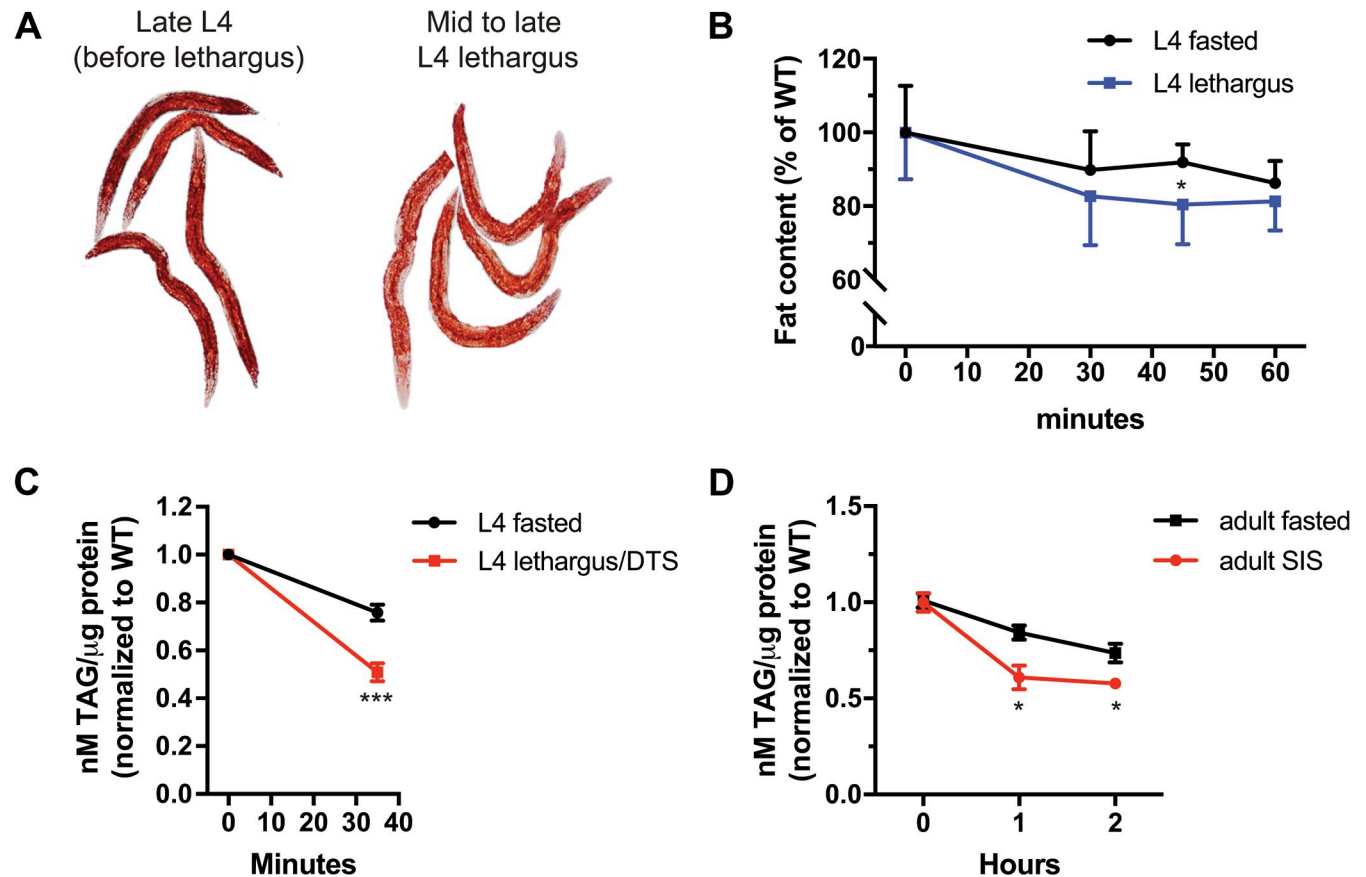 A
Late L4
(before lethargus)
Mid to late
L4 lethargus
B
L4 fasted
L4 lethargus
Fat content (% of WT)
120
100
80
60
0
*
0 10 20 30 40 50 60
minutes
C
L4 fasted
L4 lethargus/DTS
nM TAG/μg protein
(normalized to WT)
1.2
1.0
0.8
0.6
0.4
0.2
0.0
***
0 10 20 30 40
Minutes
D
adult fasted
adult SIS
nM TAG/μg protein
(normalized to WT)
1.5
1.0
0.5
0.0
* *
0 1 2
Hours